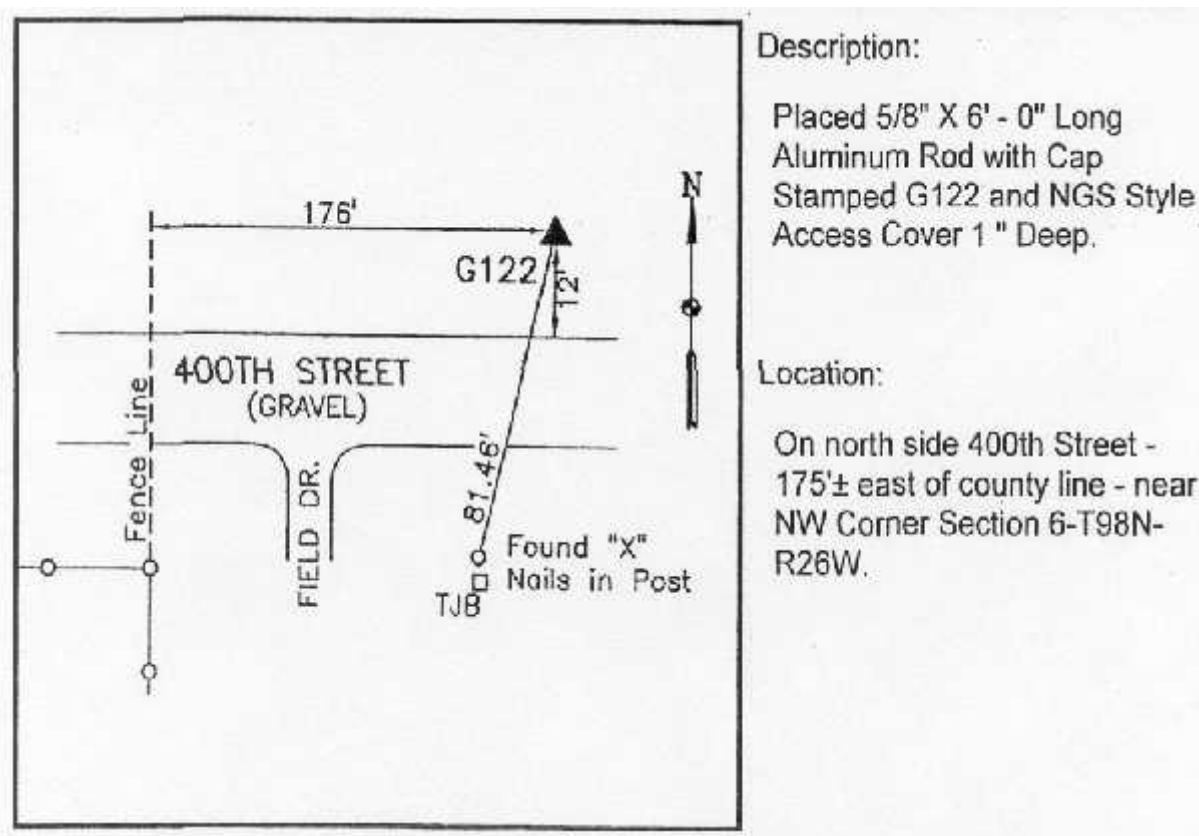 Description:
Placed 5/8" X 6' - 0" Long
Aluminum Rod with Cap
Stamped G122 and NGS Style
Access Cover 1 " Deep.
Location:
On north side 400th Street -
175'± east of county line - near
NW Corner Section 6-T98N-
R26W.
N
176'
G122
12'
400TH STREET
(GRAVEL)
Fence Line
FIELD DR.
81.46'
Found "X"
Nails in Post
TJB